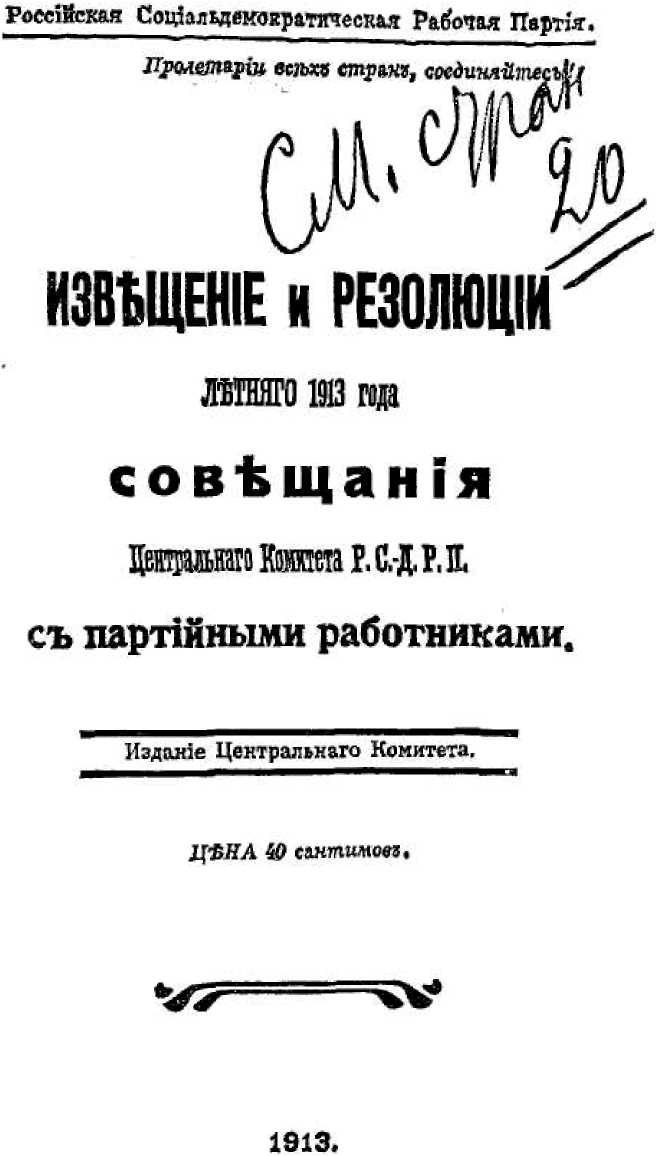 Россійская Соціальдемократическая Рабочая Партія.
Пролетаріи всѣхъ странъ, соединяйтесь!
См. стран
20
ИЗВѢЩЕНІЕ и РЕЗОЛЮЦІИ
ЛѢТНЯГО 1913 года
совѣщанія
Центральнаго Комитета Р. С.-Д. Р. П.
съ партійными работниками.
Изданіе Центральнаго Комитета.
ЦѢНА 40 сантимовъ.
1913.